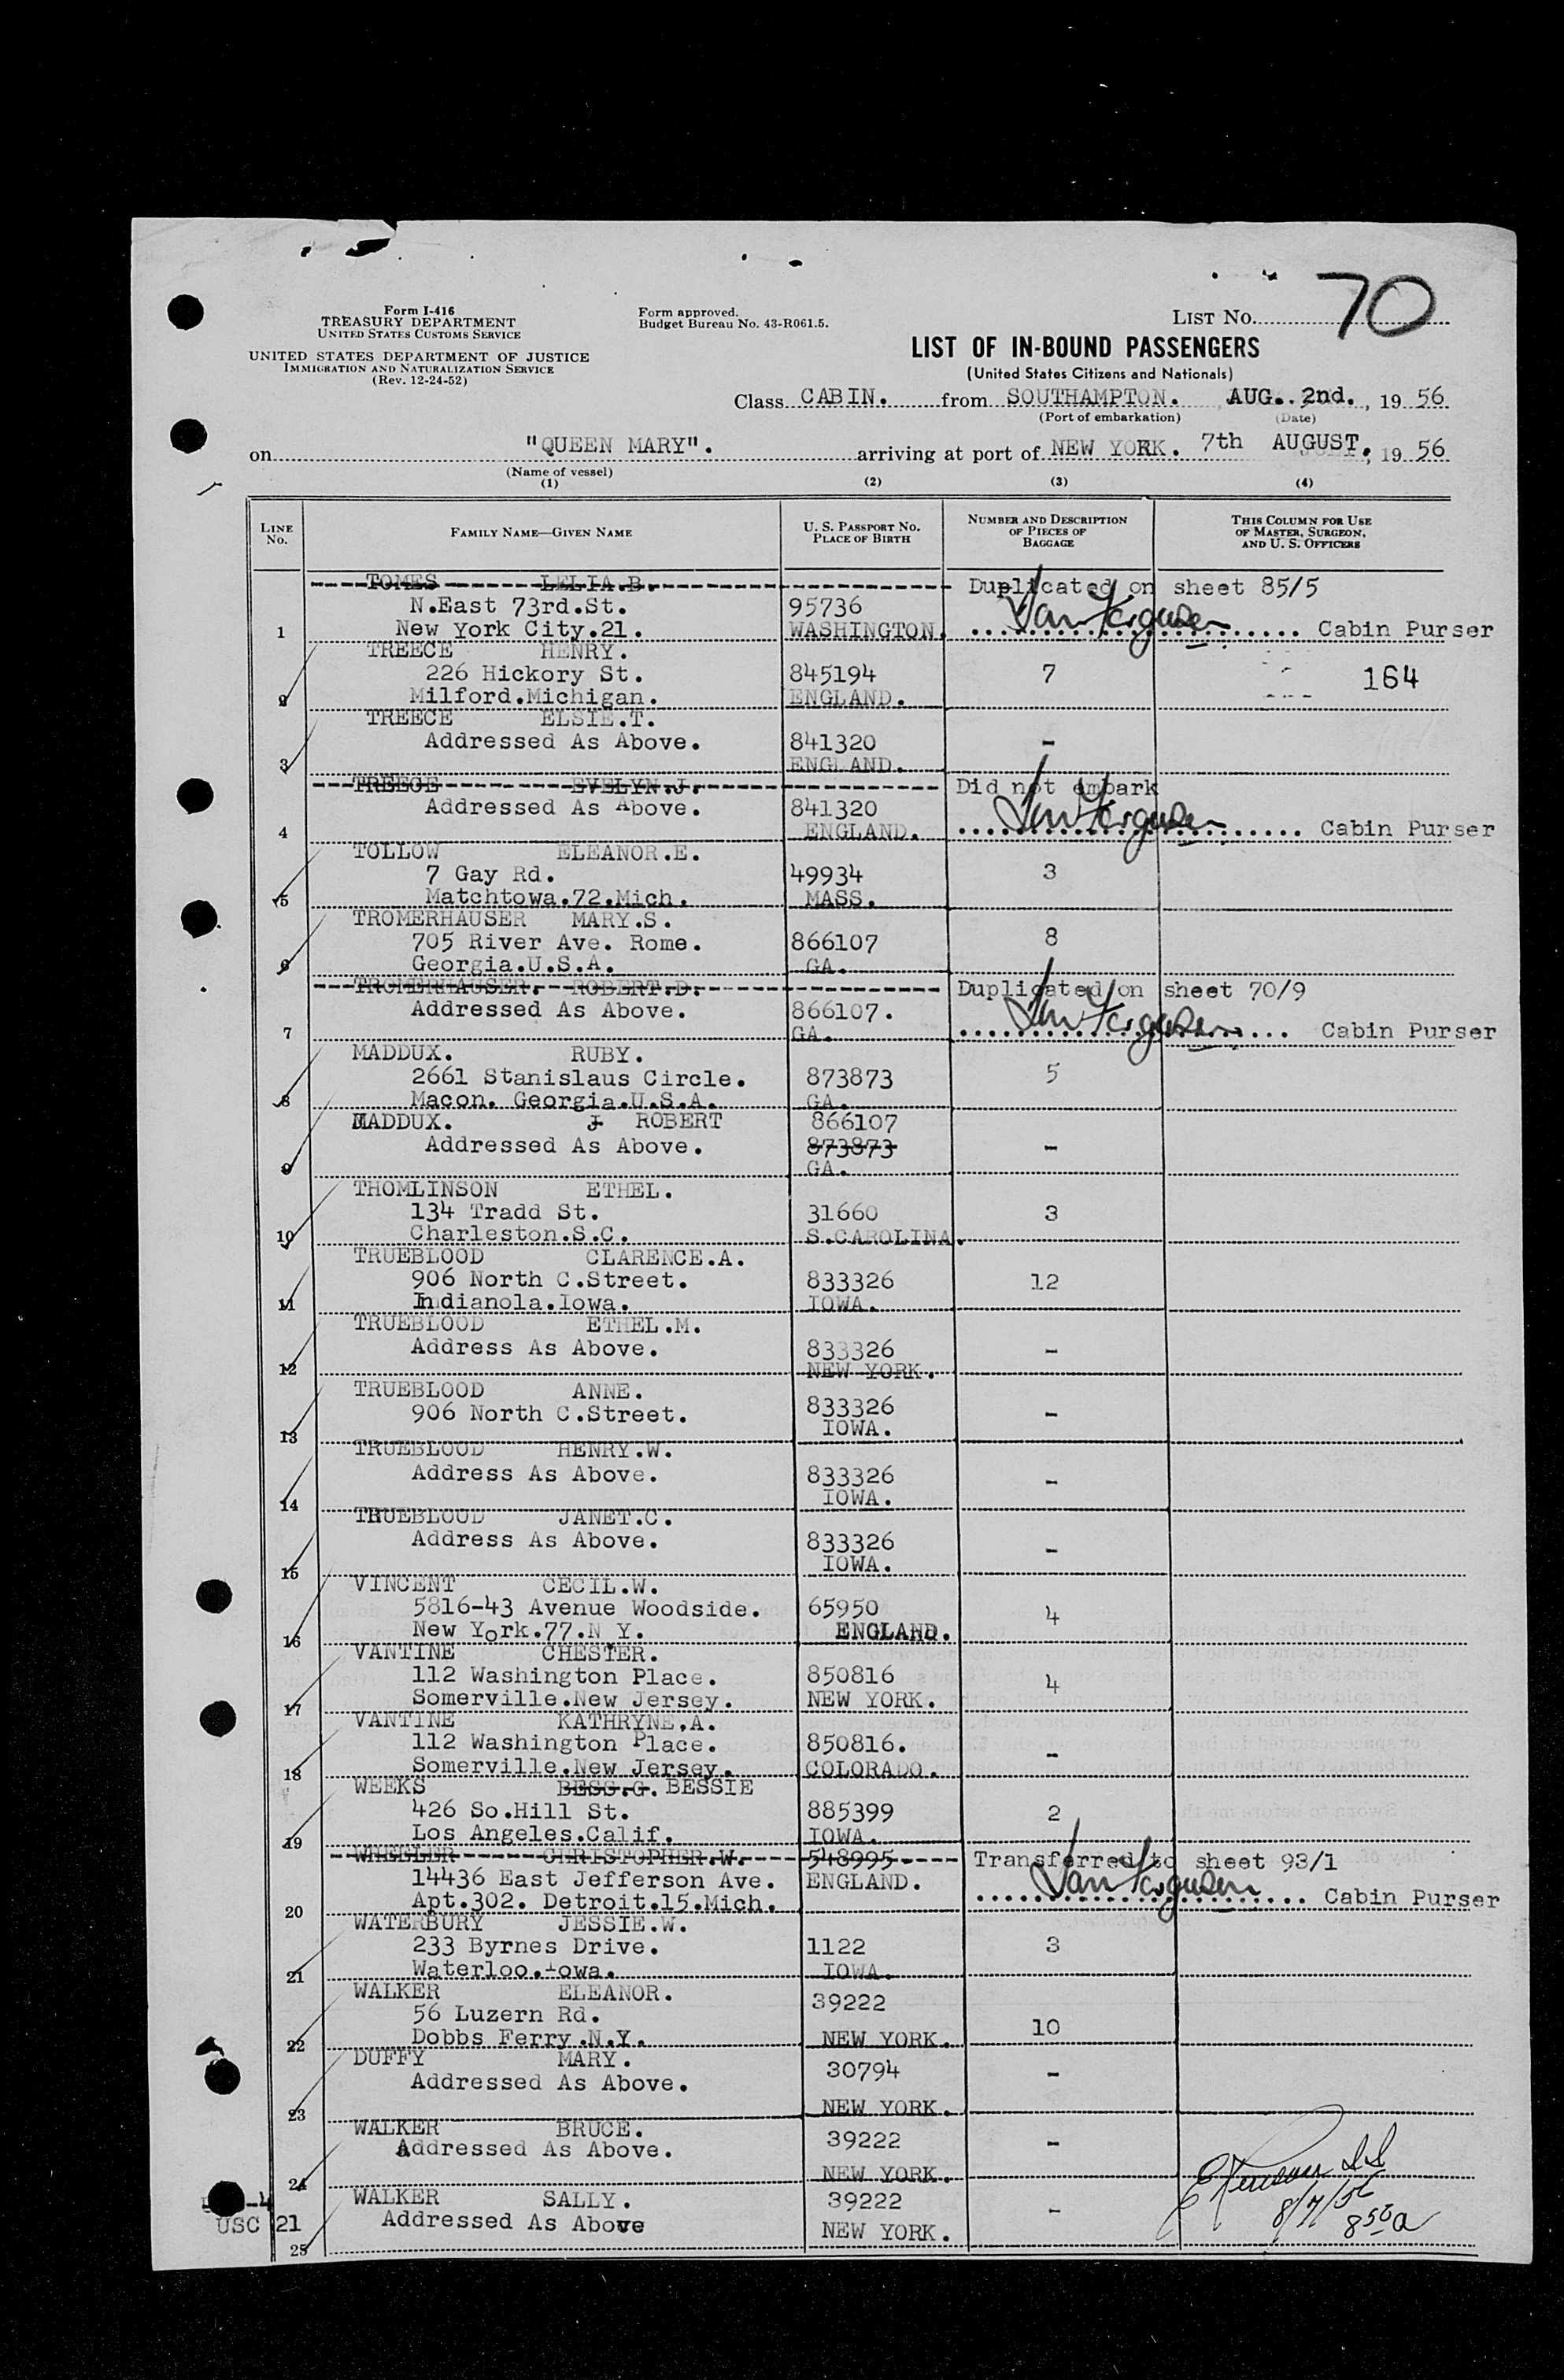 70
Form I-416
TREASURY DEPARTMENT
UNITED STATES CUSTOMS SERVICE
UNITED STATES DEPARTMENT OF JUSTICE
IMMIGRATION AND NATURALIZATION SERVICE
(Rev. 12-24-52)
Form approved.
Budget Bureau No. 43-R061.5.
LIST NO.
LIST OF IN-BOUND PASSENGERS
(United States Citizens and Nationals)
Class CABIN. from SOUTHAMPTON. AUG. 2nd., 19 56
(Port of embarkation) (Date)
on "QUEEN MARY". arriving at port of NEW YORK. 7th AUGUST, 19 56
(Name of vessel)
(1) (2) (3) (4)
LINE NO. FAMILY NAME—GIVEN NAME U. S. PASSPORT NO. PLACE OF BIRTH NUMBER AND DESCRIPTION OF PIECES OF BAGGAGE THIS COLUMN FOR USE OF MASTER, SURGEON, AND U. S. OFFICERS
TOMES LELIA.B. Duplicated on sheet 85/5
N.East 73rd.St. 95736
1 New York City.21. WASHINGTON. Cabin Purser
TREECE HENRY.
226 Hickory St. 845194 7 164
2 Milford.Michigan. ENGLAND.
TREECE ELSIE.T.
Addressed As Above. 841320 -
3 ENGLAND.
TREECE EVELYN.J. Did not embark
Addressed As Above. 841320
4 ENGLAND. Cabin Purser
TOLLOW ELEANOR.E.
7 Gay Rd. 49934 3
5 Matchtowa.72.Mich. MASS.
TROMERHAUSER MARY.S.
705 River Ave. Rome. 866107 8
6 Georgia.U.S.A. GA.
TROMERHAUSER. ROBERT.D. Duplicated on sheet 70/9
Addressed As Above. 866107.
7 GA. Cabin Purser
MADDUX. RUBY.
2661 Stanislaus Circle. 873873 5
8 Macon. Georgia.U.S.A. GA.
MADDUX. J ROBERT 866107
Addressed As Above. 873873 -
9 GA.
THOMLINSON ETHEL.
134 Tradd St. 31660 3
10 Charleston.S.C. S.CAROLINA.
TRUEBLOOD CLARENCE.A.
906 North C.Street. 833326 12
11 Indianola.Iowa. IOWA.
TRUEBLOOD ETHEL.M.
Address As Above. 833326 -
12 NEW YORK.
TRUEBLOOD ANNE. 833326
906 North C.Street. IOWA. -
13
TRUEBLOOD HENRY.W.
Address As Above. 833326 -
14 IOWA.
TRUEBLOOD JANET.C.
Address As Above. 833326 -
15 IOWA.
VINCENT CECIL.W.
5816-43 Avenue Woodside. 65950 4
16 New York.77.N Y. ENGLAND.
VANTINE CHESTER.
112 Washington Place. 850816 4
17 Somerville.New Jersey. NEW YORK.
VANTINE KATHRYNE.A.
112 Washington Place. 850816. -
18 Somerville.New Jersey. COLORADO.
WEEKS BESS.G. BESSIE
426 So.Hill St. 885399 2
19 Los Angeles.Calif. IOWA.
WHEELER CHRISTOPHER.W. 548995 Transferred to sheet 93/1
14436 East Jefferson Ave. ENGLAND.
20 Apt.302. Detroit.15.Mich. Cabin Purser
WATERBURY JESSIE.W.
233 Byrnes Drive. 1122 3
21 Waterloo.Iowa. IOWA.
WALKER ELEANOR. 39222
56 Luzern Rd. 10
22 Dobbs Ferry.N.Y. NEW YORK.
DUFFY MARY. 30794
Addressed As Above. -
23 NEW YORK.
WALKER BRUCE. 39222
Addressed As Above. -
24 NEW YORK.
WALKER SALLY. 39222
Addressed As Above -
USC 21
25 NEW YORK.
8/7/56
8 50 a